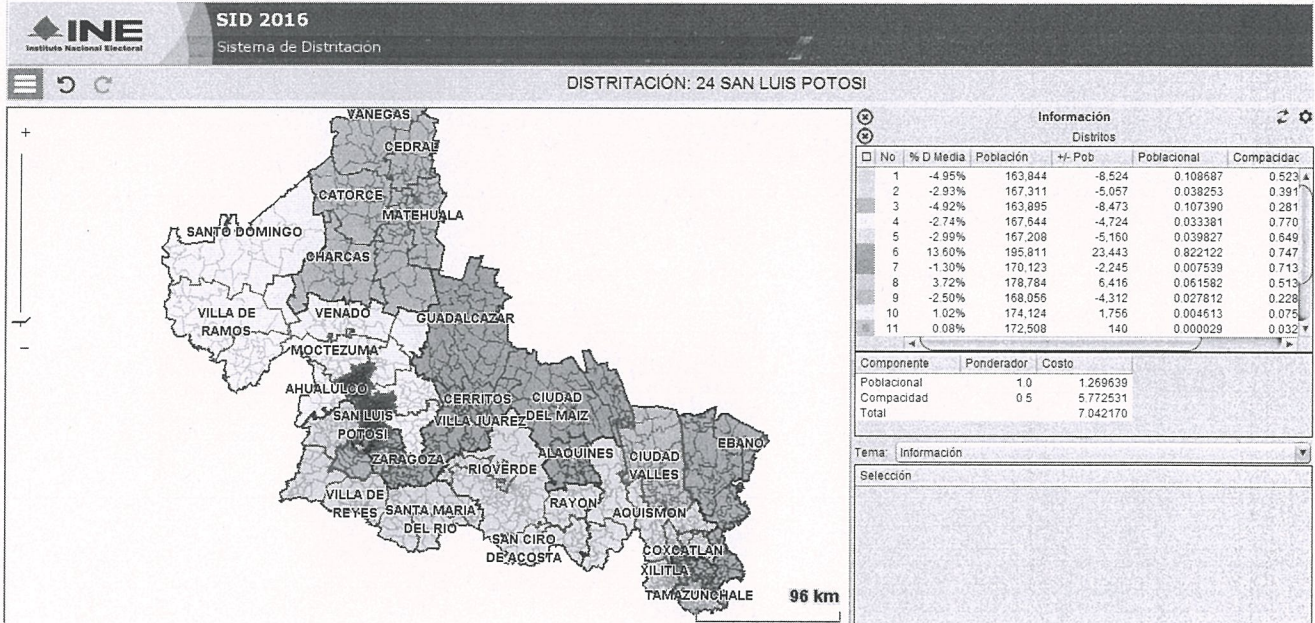 INE
Instituto Nacional Electoral
SID 2016
Sistema de Distritación
DISTRITACIÓN: 24 SAN LUIS POTOSI
+
−
VANEGAS
CEDRAL
CATORCE
MATEHUALA
SANTO DOMINGO
CHARCAS
VILLA DE
RAMOS
VENADO
GUADALCAZAR
MOCTEZUMA
AHUALULCO
CERRITOS
CIUDAD
DEL MAIZ
SAN LUIS
POTOSI
VILLA JUAREZ
EBANO
ZARAGOZA
ALAQUINES
CIUDAD
VALLES
RIOVERDE
VILLA DE
REYES
SANTA MARIA
DEL RIO
RAYON
AQUISMON
SAN CIRO
DE ACOSTA
COXCATLAN
XILITLA
TAMAZUNCHALE
96 km
Información
Distritos
No % D Media Población +/- Pob Poblacional Compacidac
1 -4.95% 163,844 -8,524 0.108687 0.523
2 -2.93% 167,311 -5,057 0.038253 0.391
3 -4.92% 163,895 -8,473 0.107390 0.281
4 -2.74% 167,644 -4,724 0.033381 0.770
5 -2.99% 167,208 -5,160 0.039827 0.649
6 13.60% 195,811 23,443 0.822122 0.747
7 -1.30% 170,123 -2,245 0.007539 0.713
8 3.72% 178,784 6,416 0.061582 0.513
9 -2.50% 168,056 -4,312 0.027812 0.228
10 1.02% 174,124 1,756 0.004613 0.075
11 0.08% 172,508 140 0.000029 0.032
Componente Ponderador Costo
Poblacional 1.0 1.269639
Compacidad 0.5 5.772531
Total 7.042170
Tema: Información
Selección